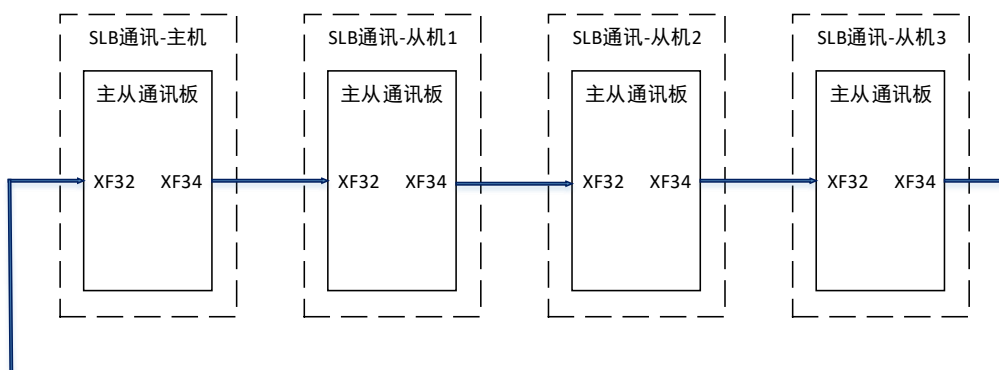 SLB通讯-主机
SLB通讯-从机1
SLB通讯-从机2
SLB通讯-从机3
主从通讯板
主从通讯板
主从通讯板
主从通讯板
XF32 XF34
XF32 XF34
XF32 XF34
XF32 XF34